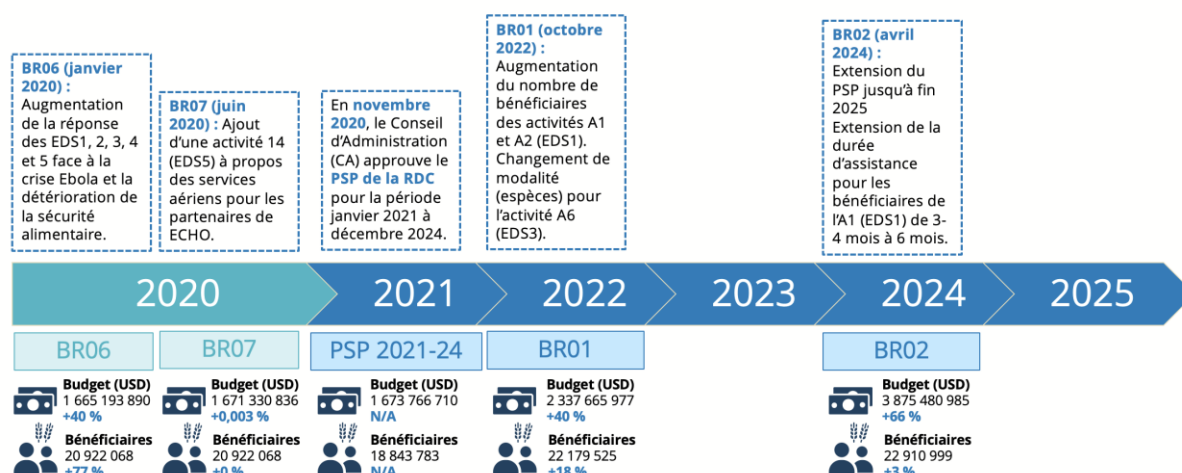 BR06 (janvier
2020) :
Augmentation
de la réponse
des EDS1, 2, 3, 4
et 5 face à la
crise Ebola et la
détérioration de
la sécurité
alimentaire.
BR07 (juin
2020) : Ajout
d'une activité 14
(EDS5) à propos
des services
aériens pour les
partenaires de
ECHO.
En novembre
2020, le Conseil
d'Administration
(CA) approuve le
PSP de la RDC
pour la période
janvier 2021 à
décembre 2024.
BR01 (octobre
2022) :
Augmentation
du nombre de
bénéficiaires
des activités A1
et A2 (EDS1).
Changement de
modalité
(espèces) pour
l'activité A6
(EDS3).
BR02 (avril
2024) :
Extension du
PSP jusqu'à fin
2025
Extension de la
durée
d'assistance
pour les
bénéficiaires de
l'A1 (EDS1) de 3-
4 mois à 6 mois.
2020
2021
2022
2023
2024
2025
BR06
BR07
PSP 2021-24
BR01
BR02
Budget (USD)
1 665 193 890
+40 %
Bénéficiaires
20 922 068
+77 %
Budget (USD)
1 671 330 836
+0,003 %
Bénéficiaires
20 922 068
+0 %
Budget (USD)
1 673 766 710
N/A
Bénéficiaires
18 843 783
N/A
Budget (USD)
2 337 665 977
+40 %
Bénéficiaires
22 179 525
+18 %
Budget (USD)
3 875 480 985
+66 %
Bénéficiaires
22 910 999
+3 %